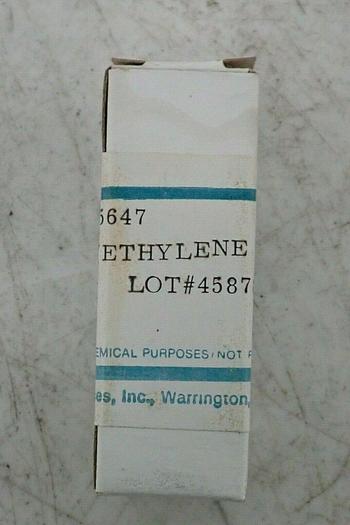 5647
ETHYLENE
LOT#4587
EMICAL PURPOSES/NOT F
es, Inc., Warrington,